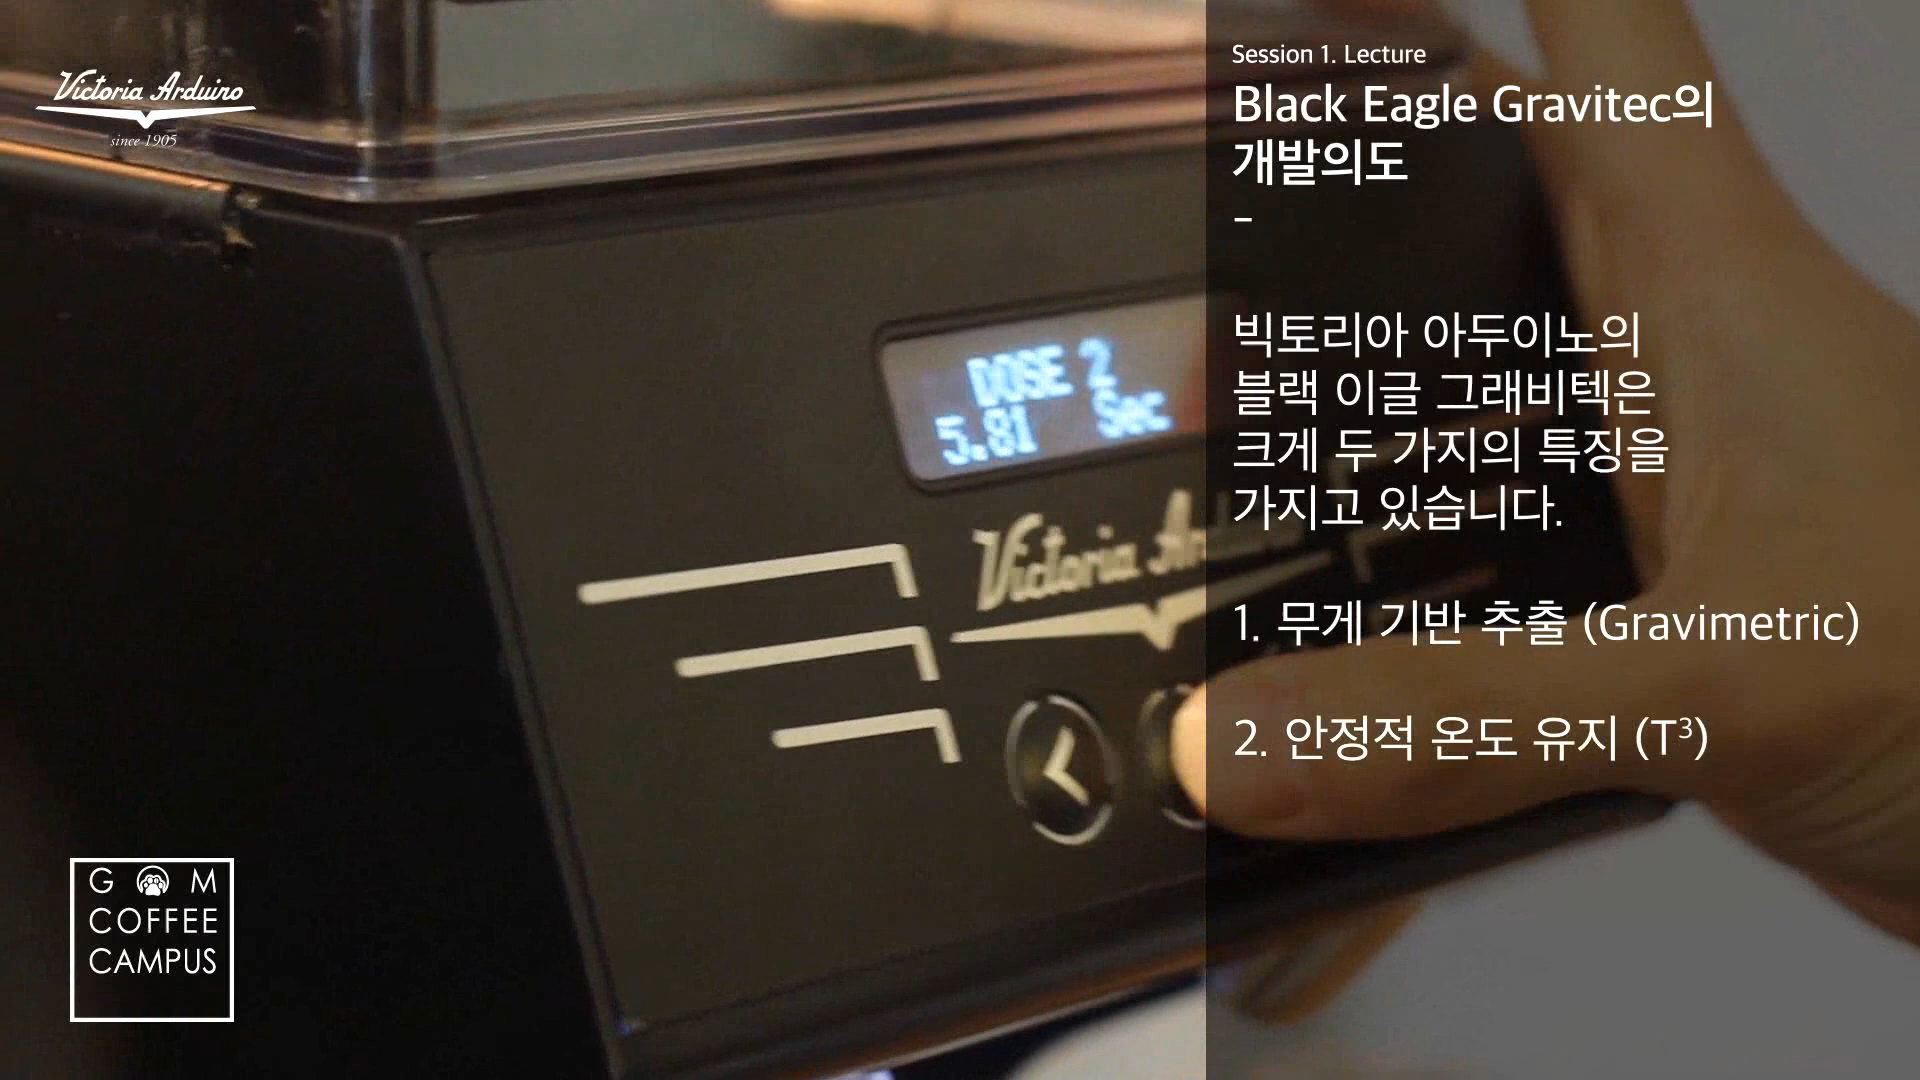 Victoria Arduino
since 1905
Session 1. Lecture
Black Eagle Gravitec의
개발의도
-
빅토리아 아두이노의
블랙 이글 그래비텍은
크게 두 가지의 특징을
가지고 있습니다.
1. 무게 기반 추출 (Gravimetric)
2. 안정적 온도 유지 (T³)
DOSE 2
5.81 Sec
Victoria Ar
G M
COFFEE
CAMPUS